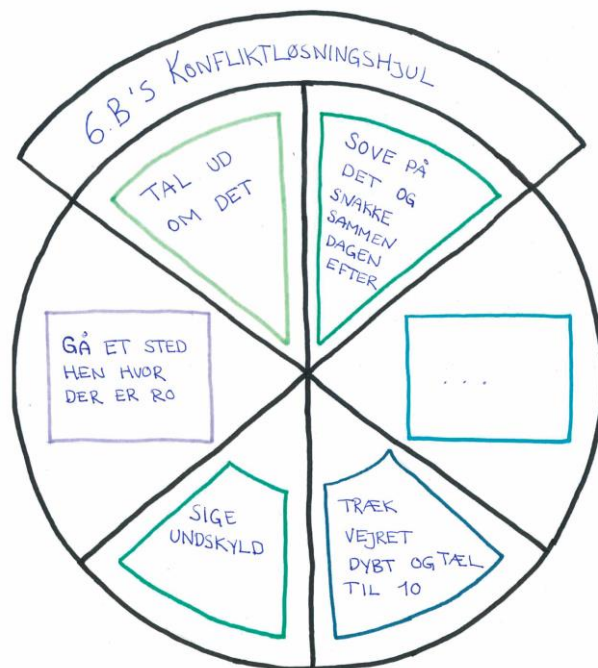 6.B'S KONFLIKTLØSNINGSHJUL
TAL UD
OM DET
SOVE PÅ
DET OG
SNAKKE
SAMMEN
DAGEN
EFTER
GÅ ET STED
HEN HVOR
DER ER RO
...
SIGE
UNDSKYLD
TRÆK
VEJRET
DYBT OG TÆL
TIL 10